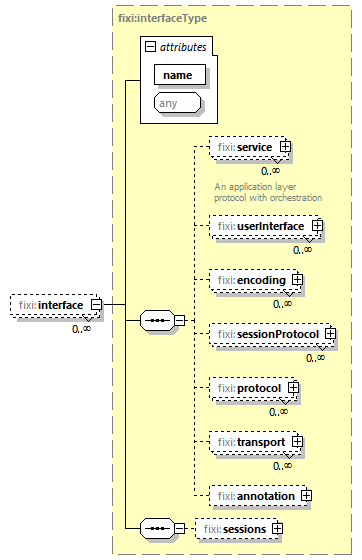 fixi:interfaceType
attributes
name
any
fixi:service
0..∞
An application layer
protocol with orchestration
fixi:userInterface
0..∞
fixi:encoding
0..∞
fixi:interface
0..∞
fixi:sessionProtocol
0..∞
fixi:protocol
0..∞
fixi:transport
0..∞
fixi:annotation
fixi:sessions